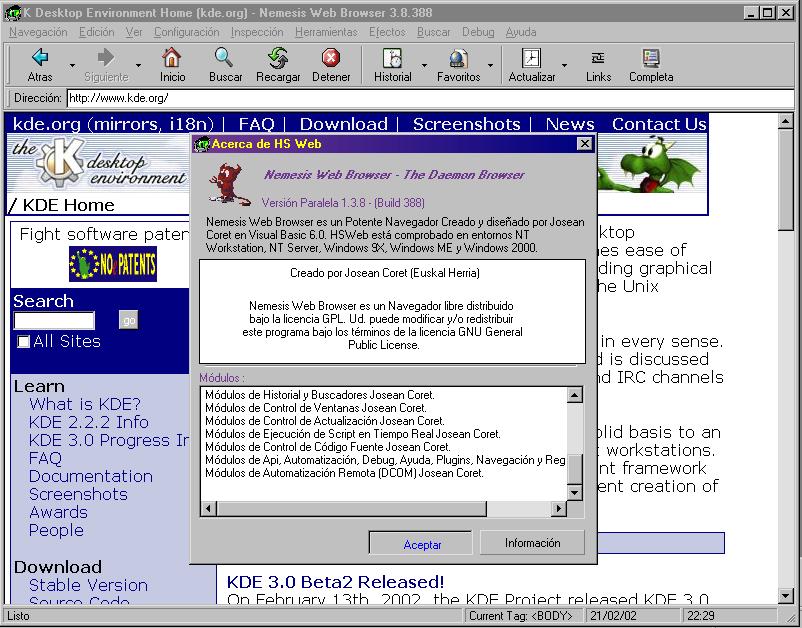 K Desktop Environment Home (kde.org) - Nemesis Web Browser 3.8.388
Navegación Edición Ver Configuración Inspección Herramientas Efectos Buscar Debug Ayuda
Atras Siguiente Inicio Buscar Recargar Detener Historial Favoritos Actualizar Links Completa
Dirección: http://www.kde.org/
kde.org (mirrors, i18n) | FAQ | Download | Screenshots | News Contact Us
the K desktop environment
/ KDE Home
Fight software paten
NO PATENTS
Search
go
All Sites
Learn
What is KDE?
KDE 2.2.2 Info
KDE 3.0 Progress In
FAQ
Documentation
Screenshots
Awards
People
Download
Stable Version
Source Code
Acerca de HS Web
Nemesis Web Browser - The Daemon Browser
Versión Paralela 1.3.8 - (Build 388)
Nemesis Web Browser es un Potente Navegador Creado y diseñado por Josean
Coret en Visual Basic 6.0. HSWeb está comprobado en entornos NT
Workstation, NT Server, Windows 9X, Windows ME y Windows 2000.
Creado por Josean Coret (Euskal Herria)
Nemesis Web Browser es un Navegador libre distribuido
bajo la licencia GPL. Ud. puede modificar y/o redistribuir
este programa bajo los términos de la licencia GNU General
Public License.
Módulos :
Módulos de Historial y Buscadores Josean Coret.
Módulos de Control de Ventanas Josean Coret.
Módulos de Control de Actualización Josean Coret.
Módulos de Ejecución de Script en Tiempo Real Josean Coret.
Módulos de Control de Código Fuente Josean Coret.
Módulos de Api, Automatización, Debug, Ayuda, Plugins, Navegación y Reg
Módulos de Automatización Remota (DCOM) Josean Coret.
Aceptar Información
ktop
nes ease of
ding graphical
he Unix
in every sense.
d is discussed
nd IRC channels
olid basis to an
workstations.
nt framework
ent creation of
KDE 3.0 Beta2 Released!
On February 13th, 2002, the KDE Project released KDE 3.0
Listo Current Tag: <BODY> 21/02/02 22:29